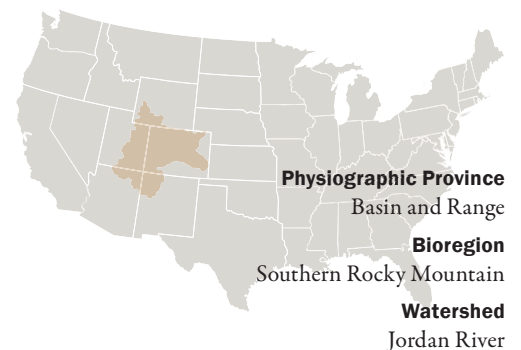 Physiographic Province
Basin and Range
Bioregion
Southern Rocky Mountain
Watershed
Jordan River